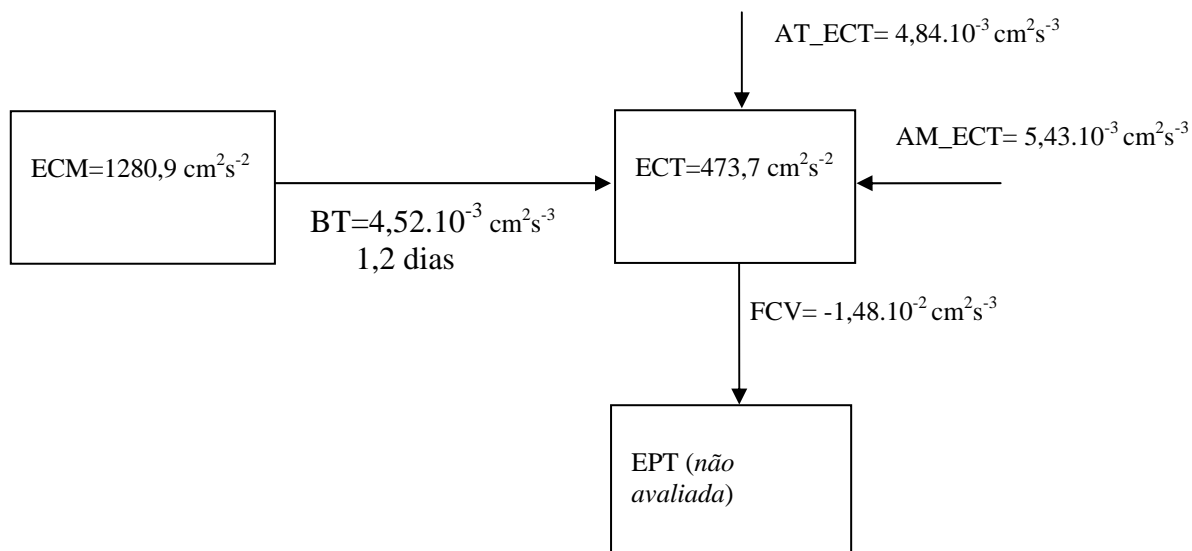 AT_ECT= 4,84.10⁻³ cm²s⁻³
ECM=1280,9 cm²s⁻²
ECT=473,7 cm²s⁻²
AM_ECT= 5,43.10⁻³ cm²s⁻³
BT=4,52.10⁻³ cm²s⁻³
1,2 dias
FCV= -1,48.10⁻² cm²s⁻³
EPT (não
avaliada)